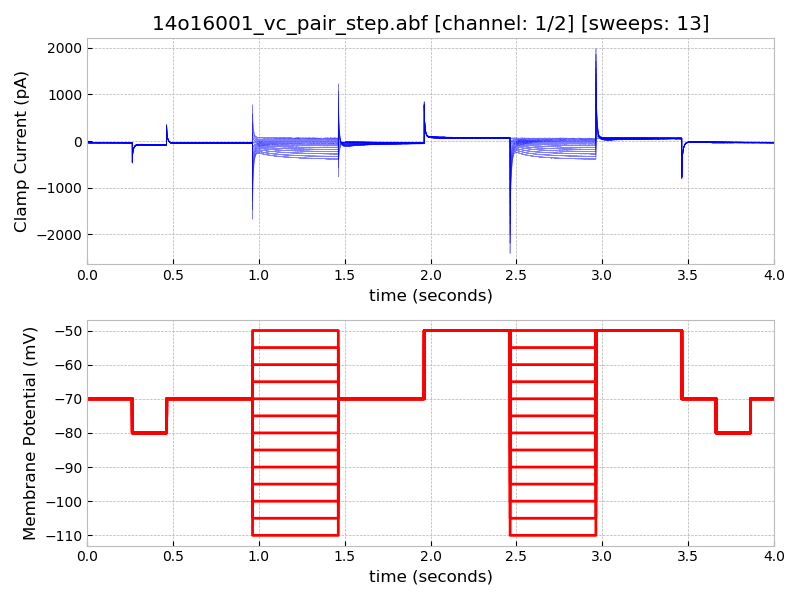 14o16001_vc_pair_step.abf [channel: 1/2] [sweeps: 13]
Clamp Current (pA)
2000
1000
0
−1000
−2000
0.0 0.5 1.0 1.5 2.0 2.5 3.0 3.5 4.0
time (seconds)
Membrane Potential (mV)
−50
−60
−70
−80
−90
−100
−110
0.0 0.5 1.0 1.5 2.0 2.5 3.0 3.5 4.0
time (seconds)